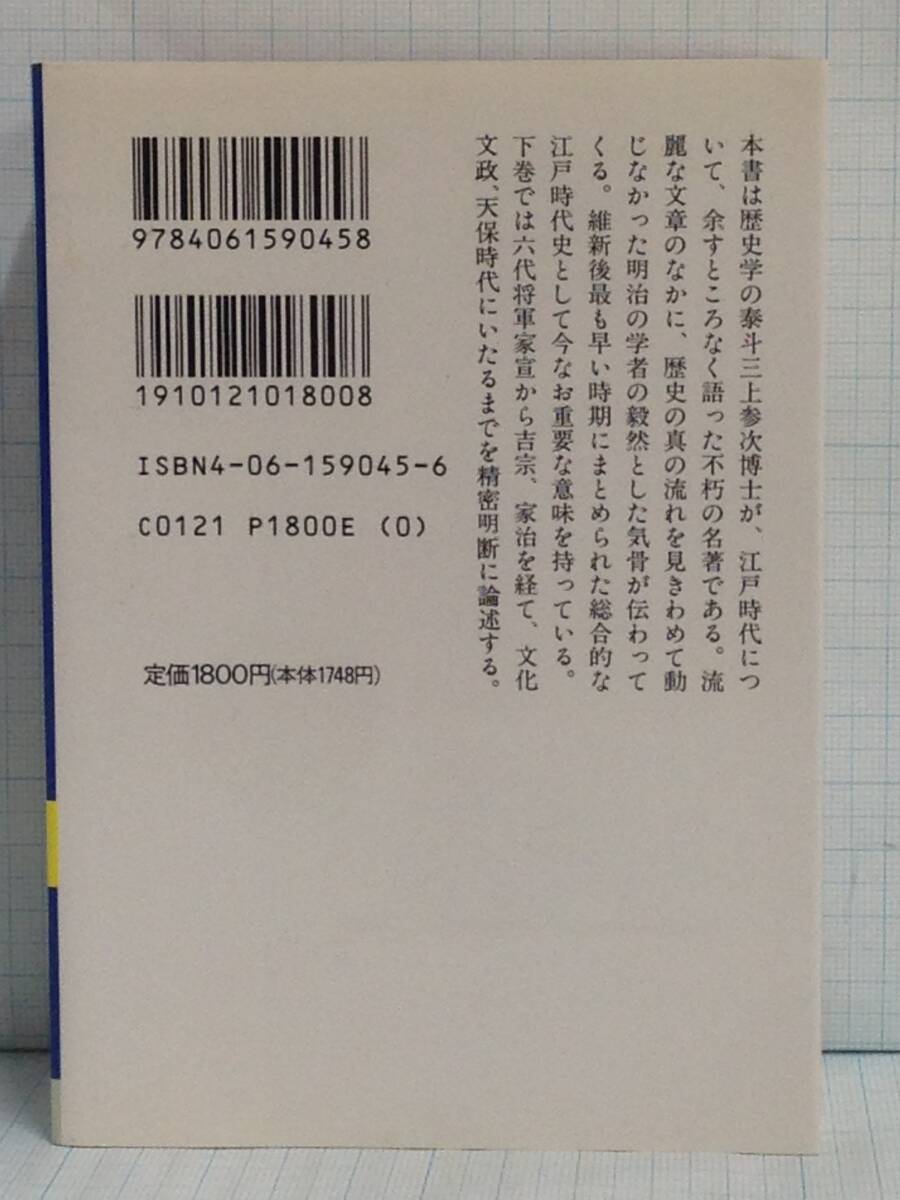 本書は歴史学の泰斗三上参次博士が、江戸時代につ
いて、余すところなく語った不朽の名著である。流
麗な文章のなかに、歴史の真の流れを見きわめて動
じなかった明治の学者の毅然とした気骨が伝わって
くる。維新後最も早い時期にまとめられた総合的な
江戸時代史として今なお重要な意味を持っている。
下巻では六代将軍家宣から吉宗、家治を経て、文化
文政、天保時代にいたるまでを精密明断に論述する。
9784061590458
1910121018008
ISBN4-06-159045-6
C0121 P1800E (0)
定価1800円(本体1748円)